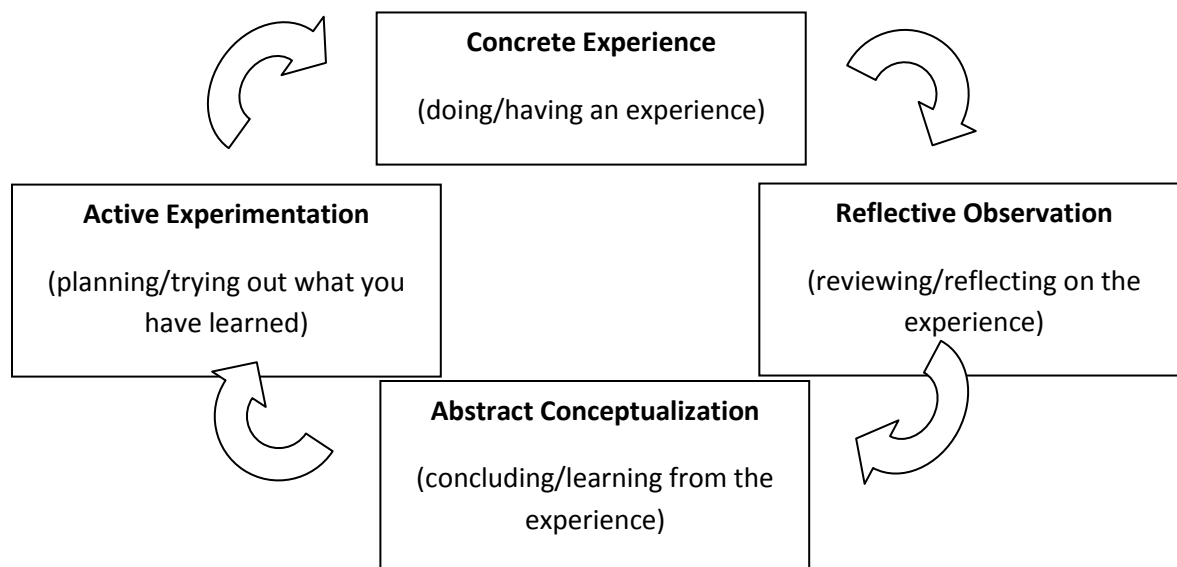 Concrete Experience
(doing/having an experience)
Active Experimentation
(planning/trying out what you
have learned)
Reflective Observation
(reviewing/reflecting on the
experience)
Abstract Conceptualization
(concluding/learning from the
experience)